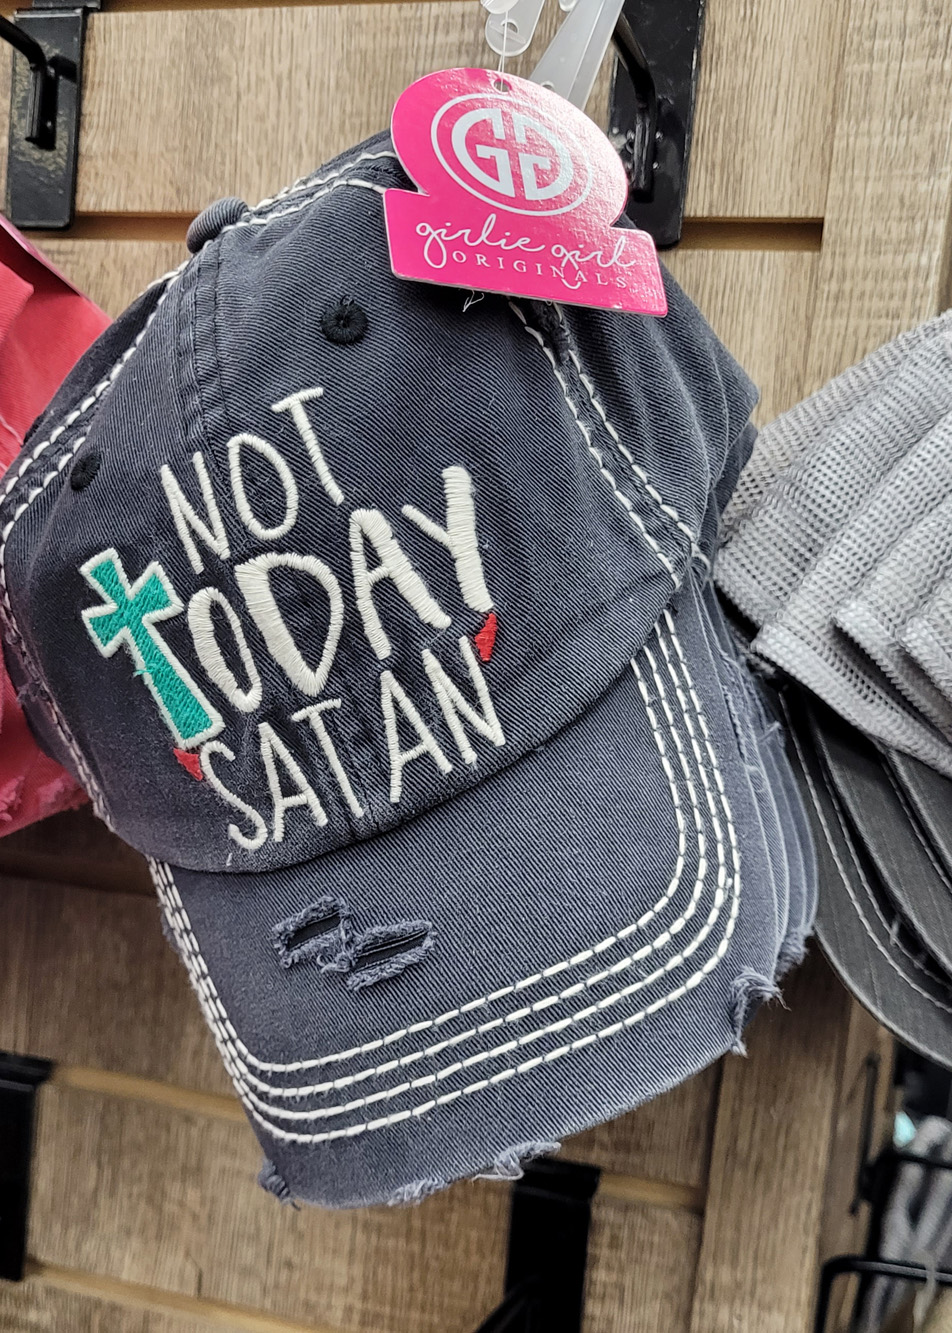 GG
girlie girl
ORIGINALS
NOT
TODAY
SATAN